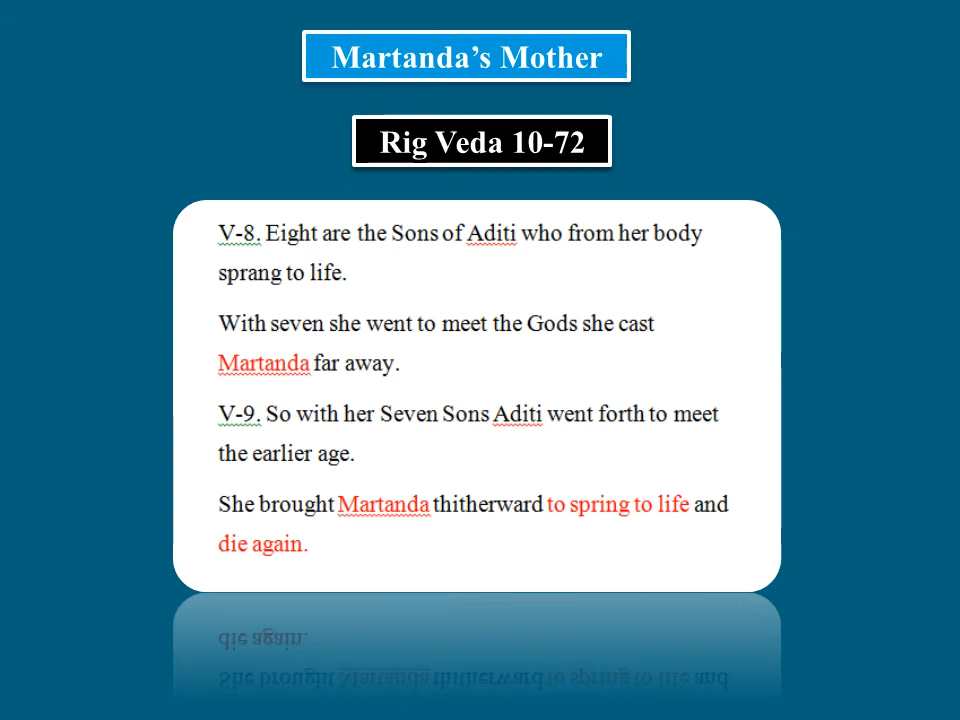 Martanda’s Mother
Rig Veda 10-72
V-8. Eight are the Sons of Aditi who from her body
sprang to life.
With seven she went to meet the Gods she cast
Martanda far away.
V-9. So with her Seven Sons Aditi went forth to meet
the earlier age.
She brought Martanda thitherward to spring to life and
die again.